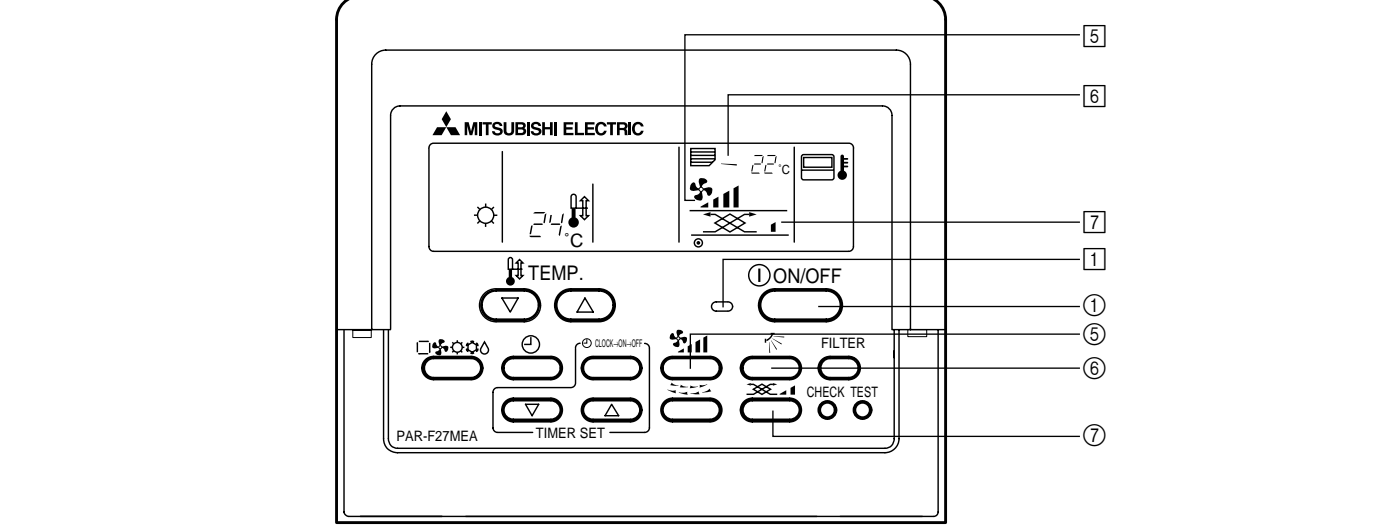 5
6
MITSUBISHI ELECTRIC
22°C
24°C
7
1
TEMP.
ON/OFF
1
5
CLOCK→ON→OFF
FILTER
6
CHECK TEST
TIMER SET
PAR-F27MEA
7